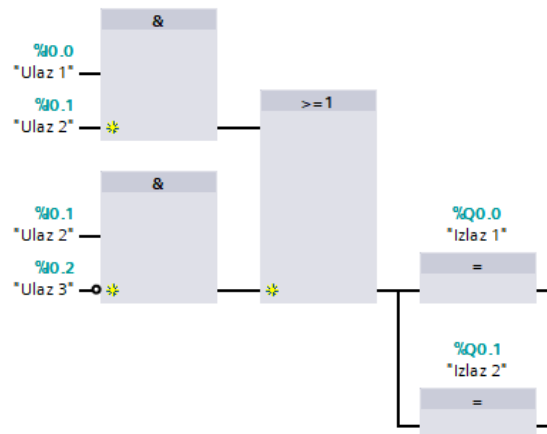 &
%I0.0
"Ulaz 1"
%I0.1
"Ulaz 2"
>=1
&
%I0.1
"Ulaz 2"
%I0.2
"Ulaz 3"
%Q0.0
"Izlaz 1"
=
%Q0.1
"Izlaz 2"
=